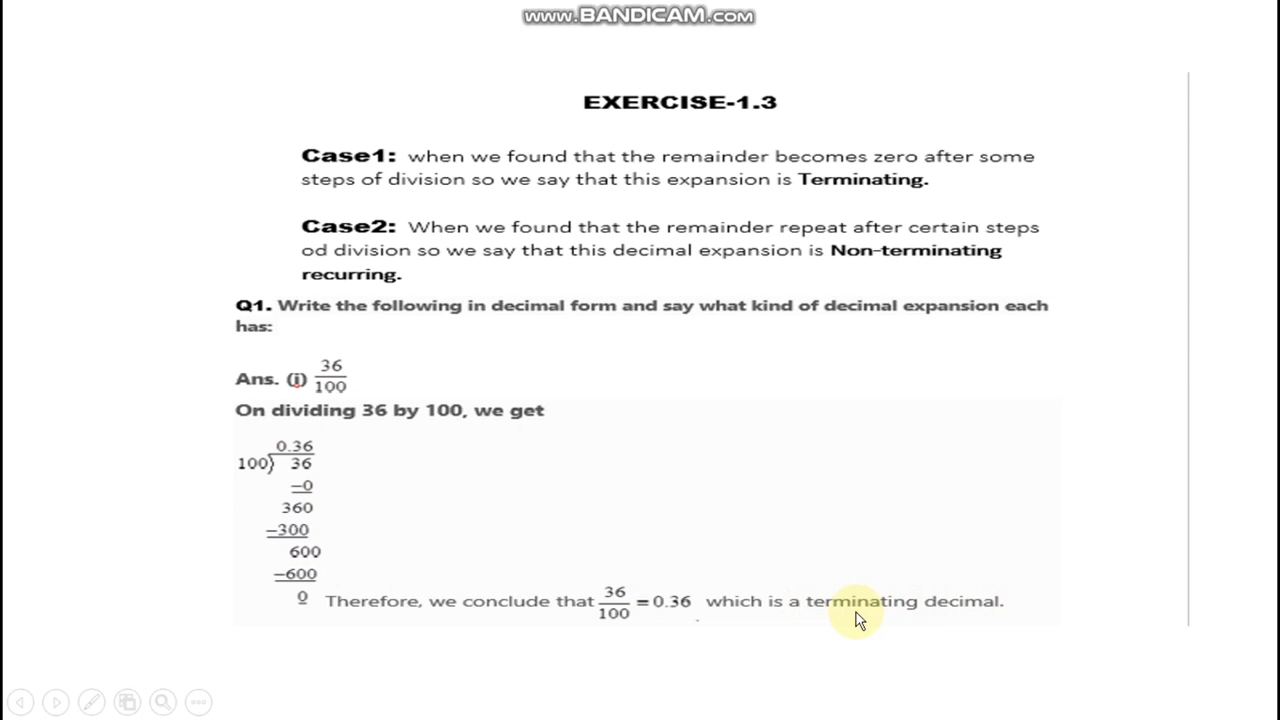 www.BANDICAM.com
EXERCISE-1.3
Case1: when we found that the remainder becomes zero after some
steps of division so we say that this expansion is Terminating.
Case2: When we found that the remainder repeat after certain steps
od division so we say that this decimal expansion is Non-terminating
recurring.
Q1. Write the following in decimal form and say what kind of decimal expansion each
has:
Ans. (i) 36/100
On dividing 36 by 100, we get
0.36
100) 36
−0
360
−300
600
−600
0 Therefore, we conclude that 36/100 = 0.36 which is a terminating decimal.